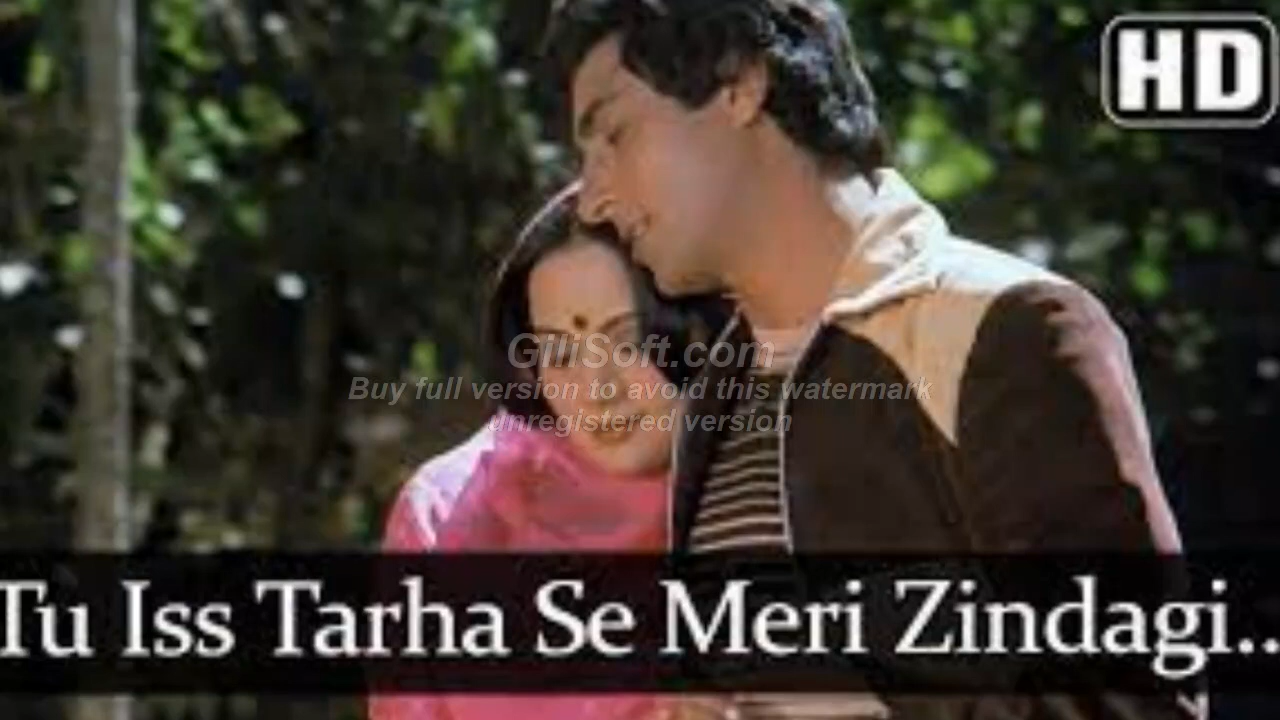 HD
GiliSoft.com
Buy full version to avoid this watermark
unregistered version
Tu Iss Tarha Se Meri Zindagi..